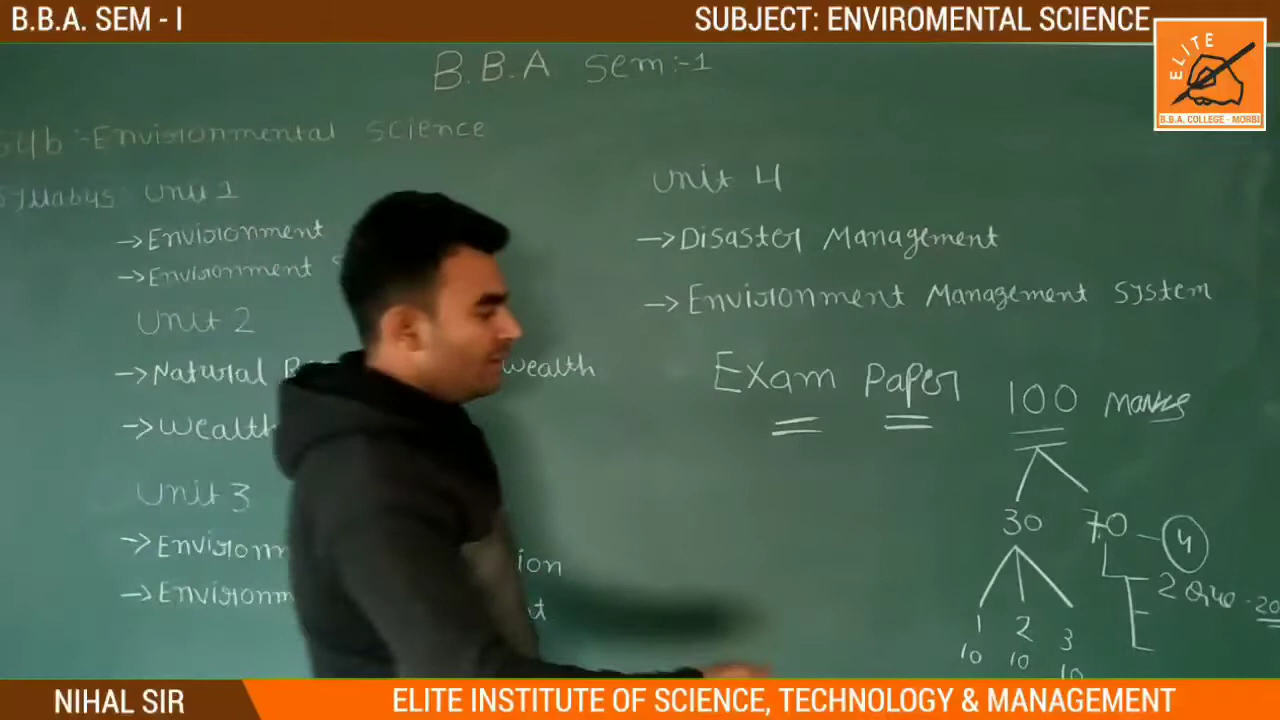 B.B.A. SEM - I
SUBJECT: ENVIROMENTAL SCIENCE
ELITE
B.B.A. COLLEGE - MORBI
B.B.A Sem:-1
Sub:-Environmental Science
Syllabus: Unit 1
→Environment
→Environment
Unit 2
→Natural
wealth
→Wealth
Unit 3
→Environm
ion
→Environm
t
Unit 4
→Disaster Management
→Environment Management System
Exam Paper 100 Marks
30 70 - 4
2 20
1 2 3
10 10 10
NIHAL SIR
ELITE INSTITUTE OF SCIENCE, TECHNOLOGY & MANAGEMENT